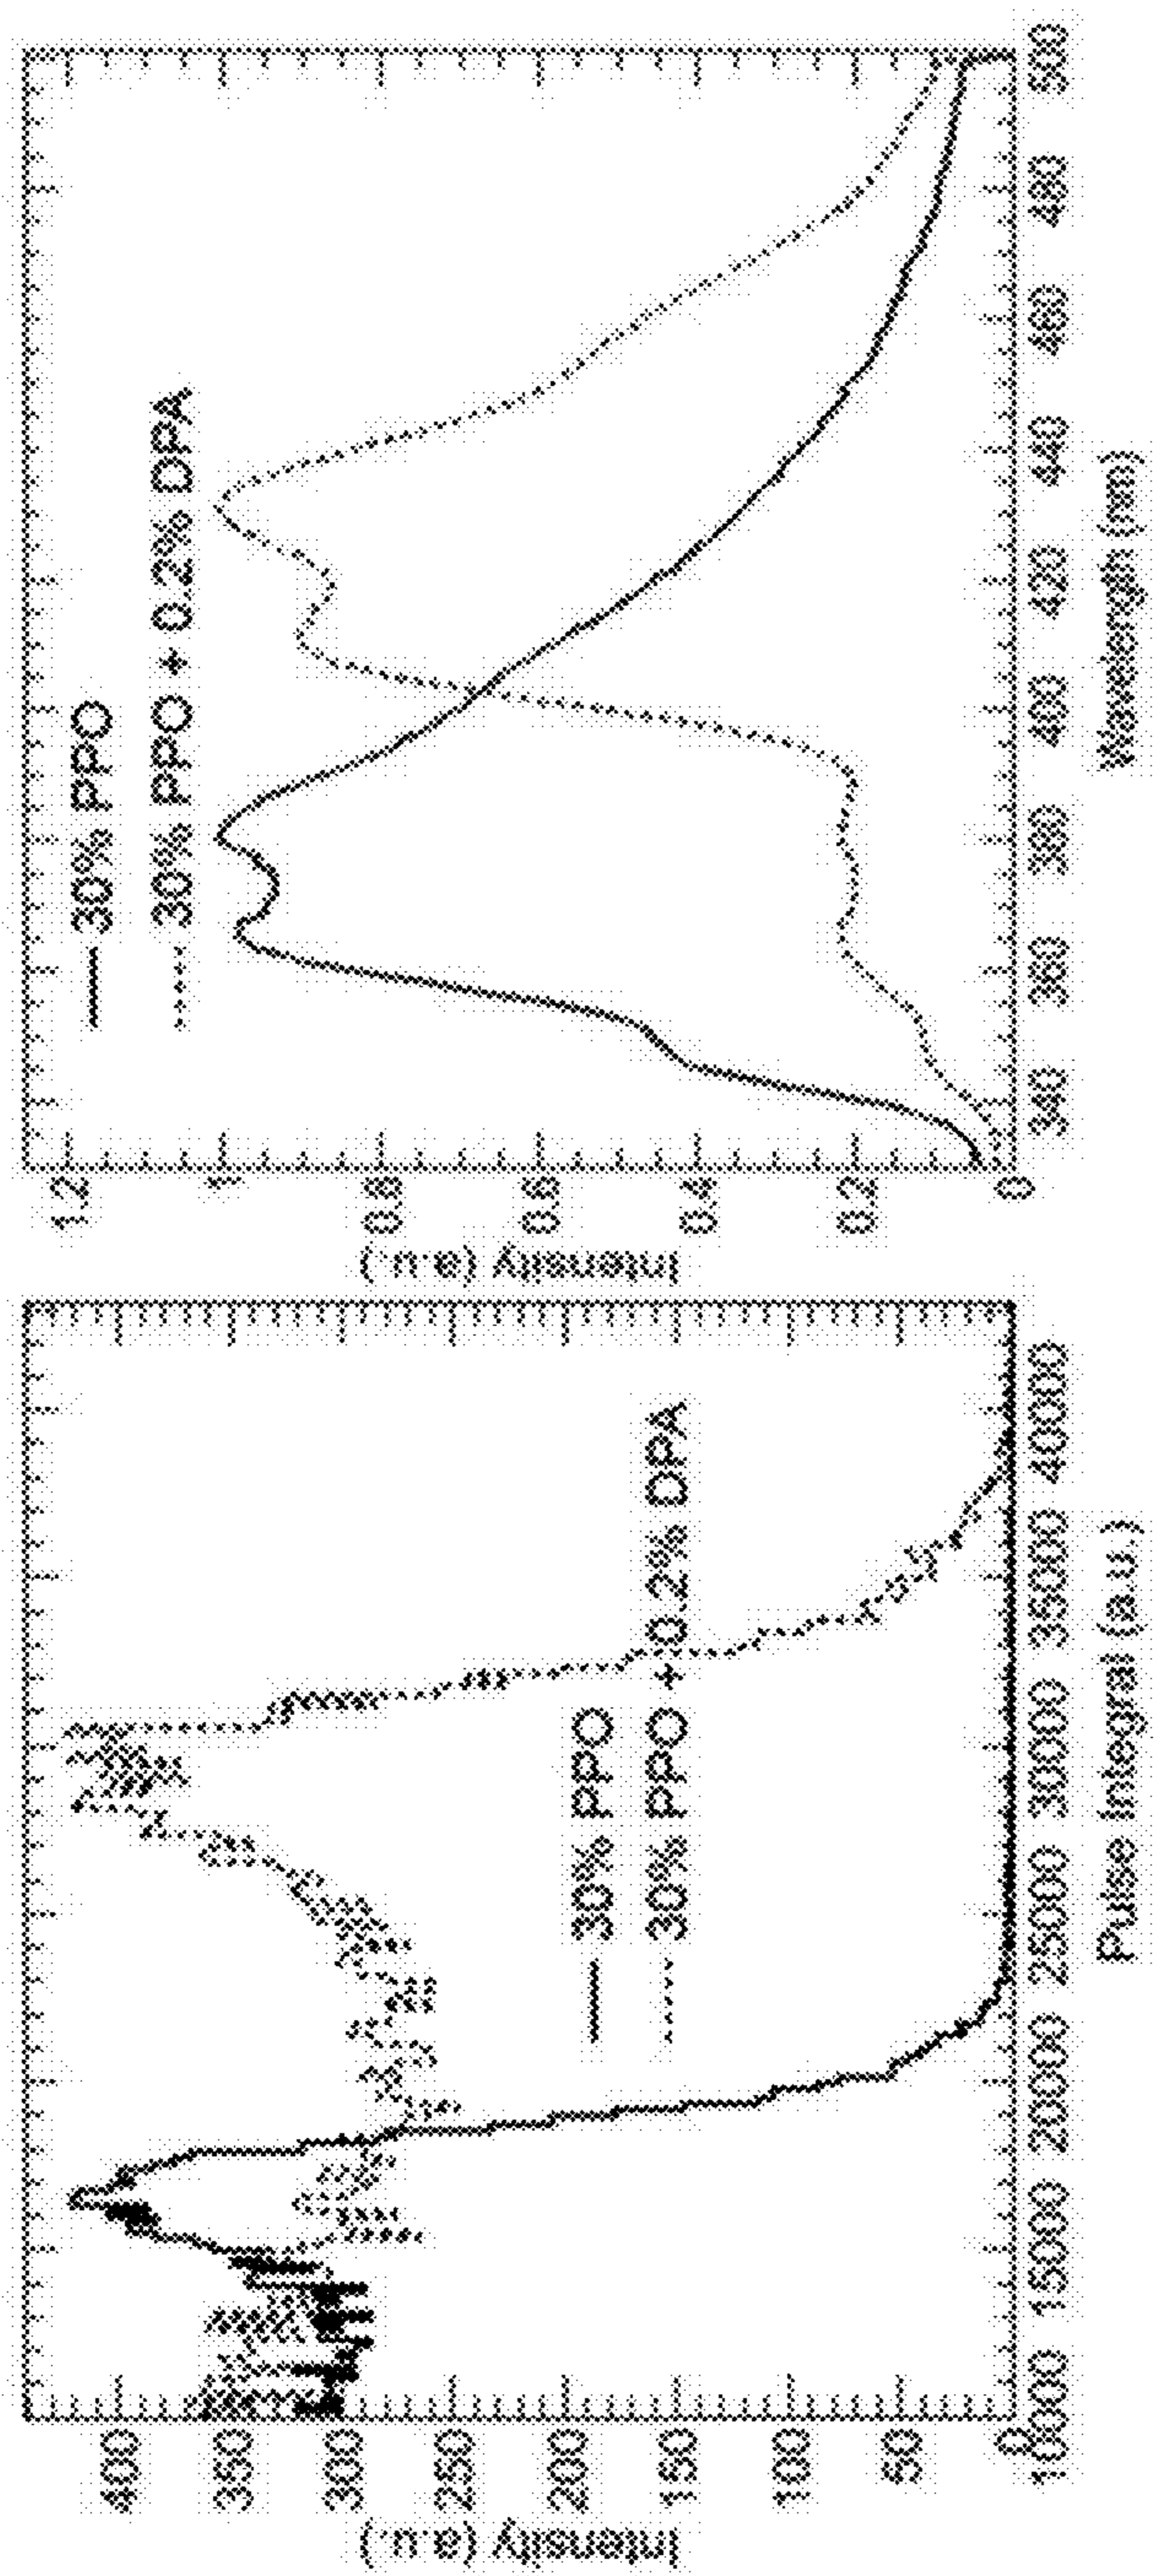 Intensity (a.u.)
400
350
300
250
200
150
100
50
0
10000 15000 20000 25000 30000 35000 40000
Pulse integral (a.u.)
30% PPO
30% PPO + 0.2% DPA
Intensity (a.u.)
1.2
1
0.8
0.6
0.4
0.2
0
340 360 380 400 420 440 460 480 500
Wavelength (nm)
30% PPO
30% PPO + 0.2% DPA